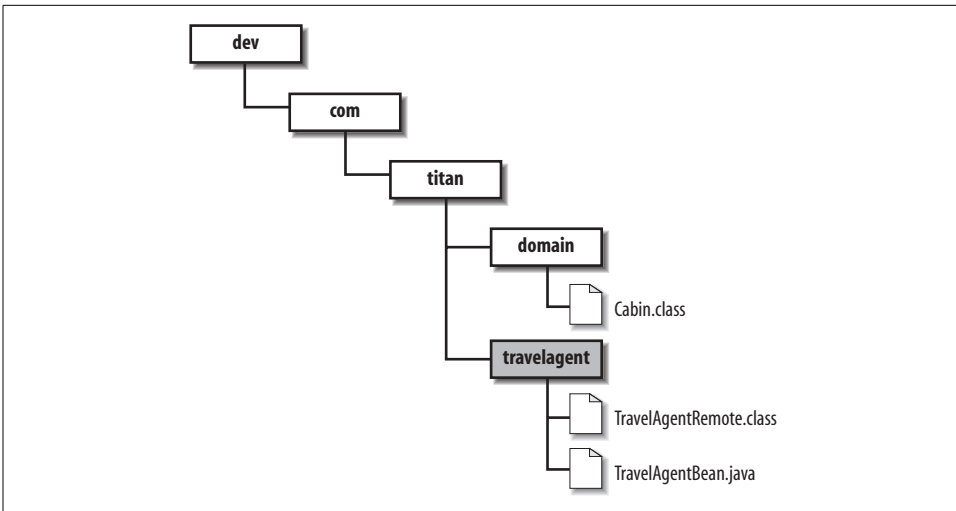 dev
com
titan
domain
Cabin.class
travelagent
TravelAgentRemote.class
TravelAgentBean.java